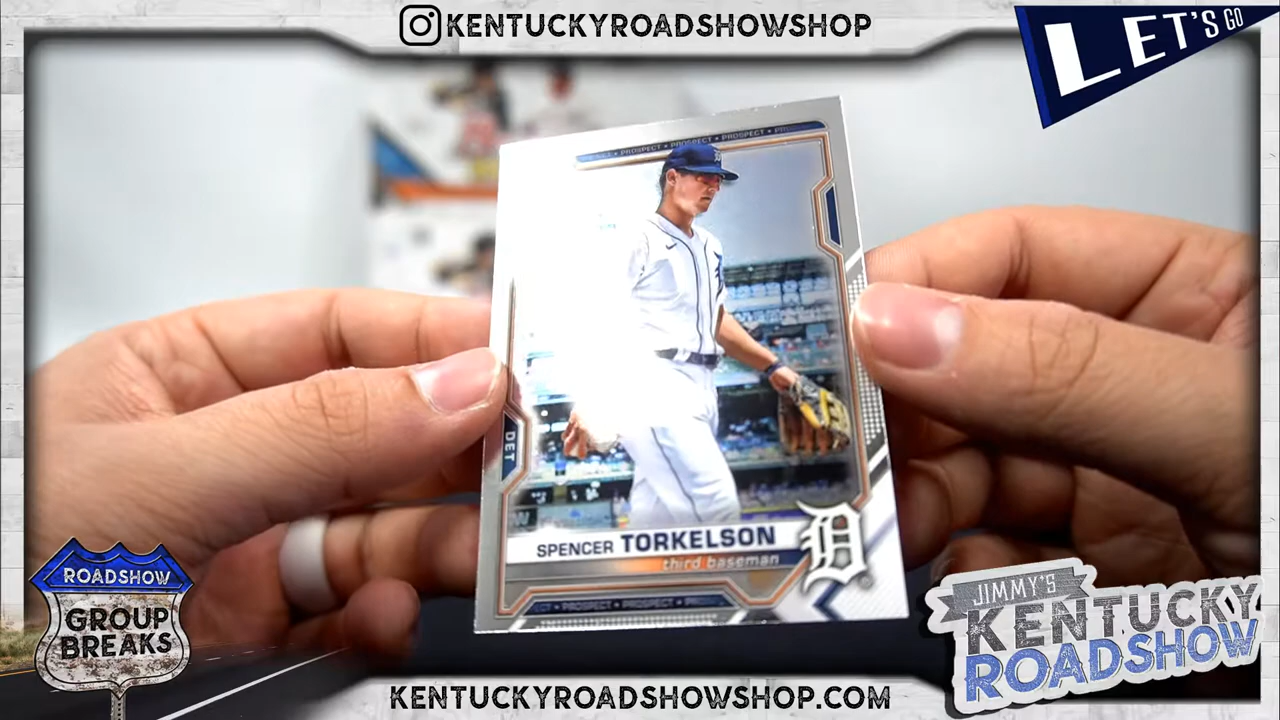 KENTUCKYROADSHOWSHOP
LET'S GO
PROSPECT ★ PROSPECT ★ PROSPECT
DET
SPENCER TORKELSON
third baseman
D
PROSPECT ★ PROSPECT ★
ROADSHOW
GROUP
BREAKS
JIMMY'S
KENTUCKY
ROADSHOW
KENTUCKYROADSHOWSHOP.COM